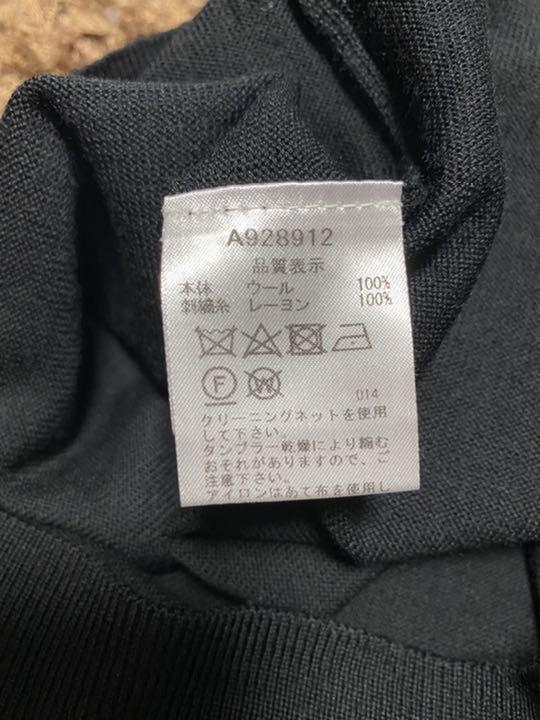 A928912
品質表示
本体 ウール 100%
刺繍糸 レーヨン 100%
F W
014
クリーニングネットを使用
して下さい。
タンブラー乾燥により縮む
おそれがありますので、ご
注意下さい。
アイロンはあて布を使用し